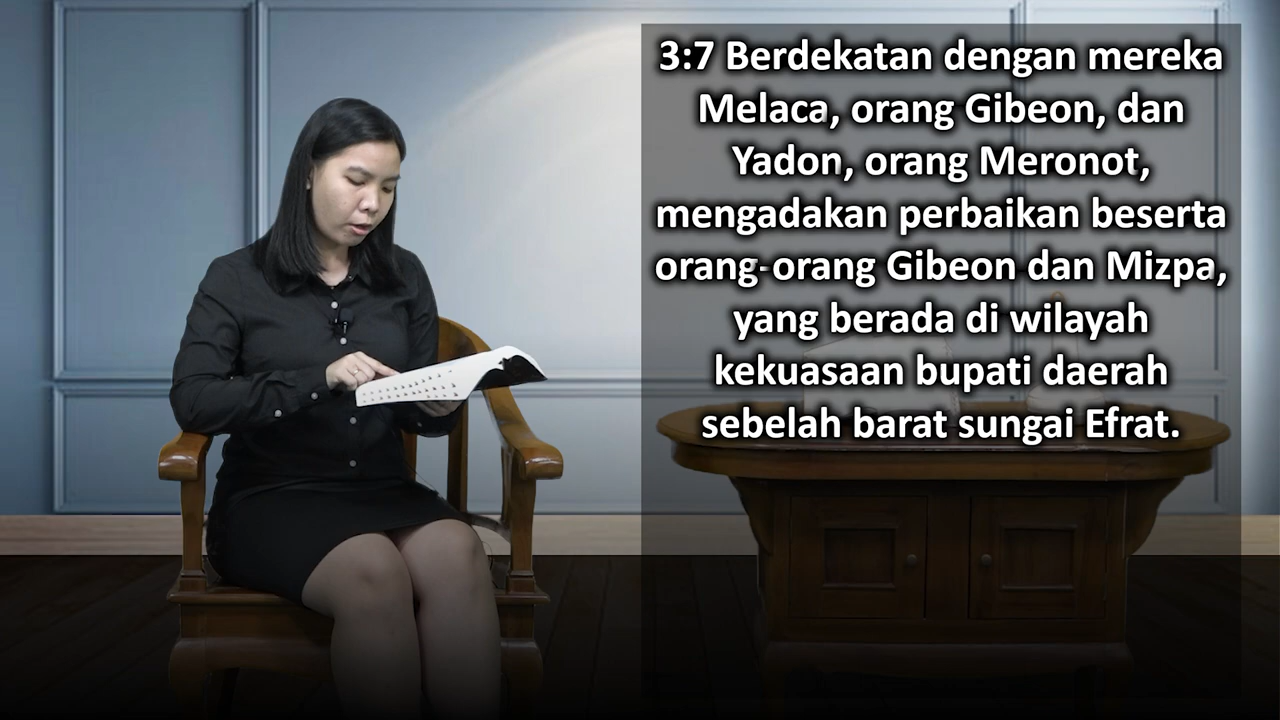 3:7 Berdekatan dengan mereka
Melaca, orang Gibeon, dan
Yadon, orang Meronot,
mengadakan perbaikan beserta
orang-orang Gibeon dan Mizpa,
yang berada di wilayah
kekuasaan bupati daerah
sebelah barat sungai Efrat.